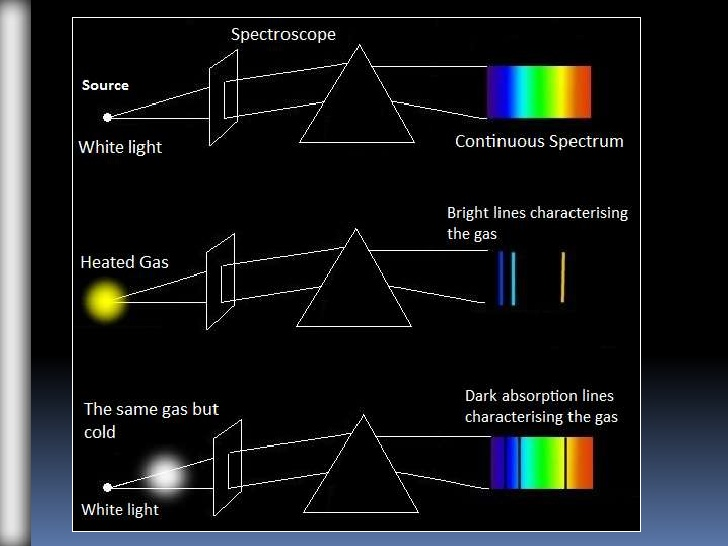 Spectroscope
Source
White light
Continuous Spectrum
Bright lines characterising
the gas
Heated Gas
Dark absorption lines
characterising the gas
The same gas but
cold
White light